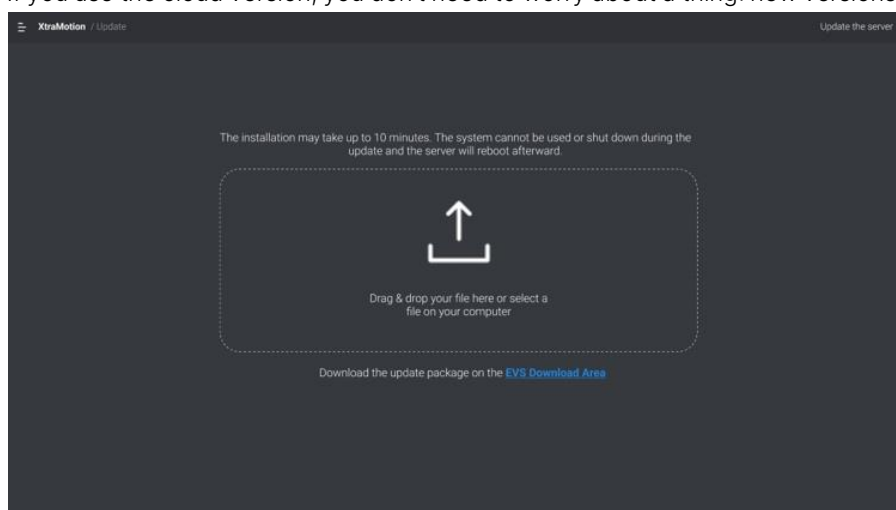 If you use the cloud version, you don't need to worry about a thing: new versions
XtraMotion / Update
Update the server
The installation may take up to 10 minutes. The system cannot be used or shut down during the
update and the server will reboot afterward.
Drag & drop your file here or select a
file on your computer
Download the update package on the EVS Download Area